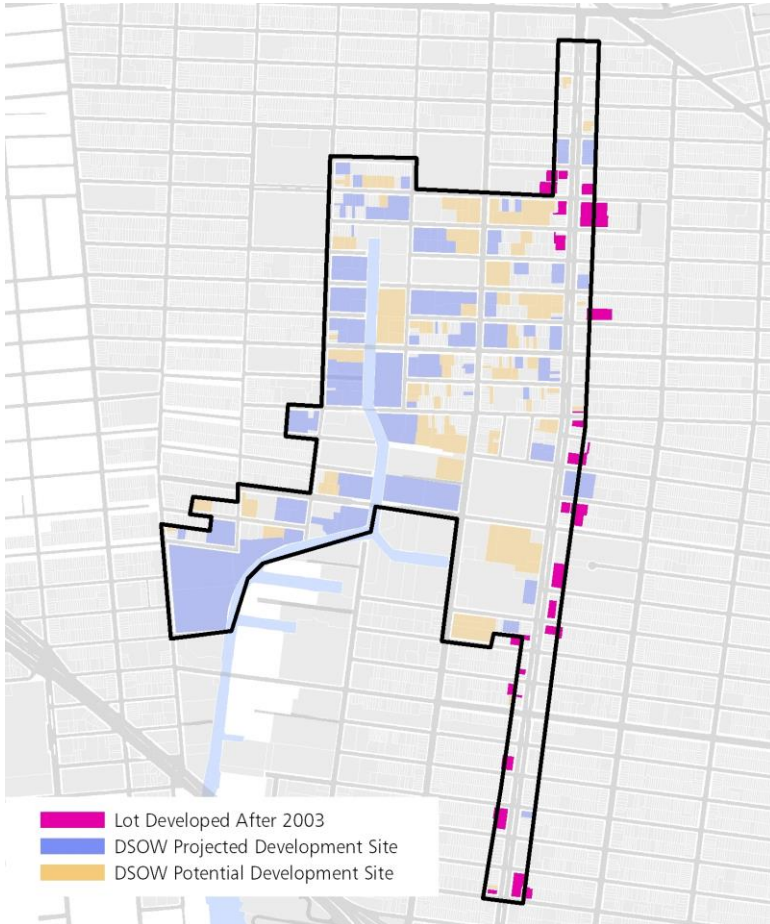 Lot Developed After 2003
DSOW Projected Development Site
DSOW Potential Development Site